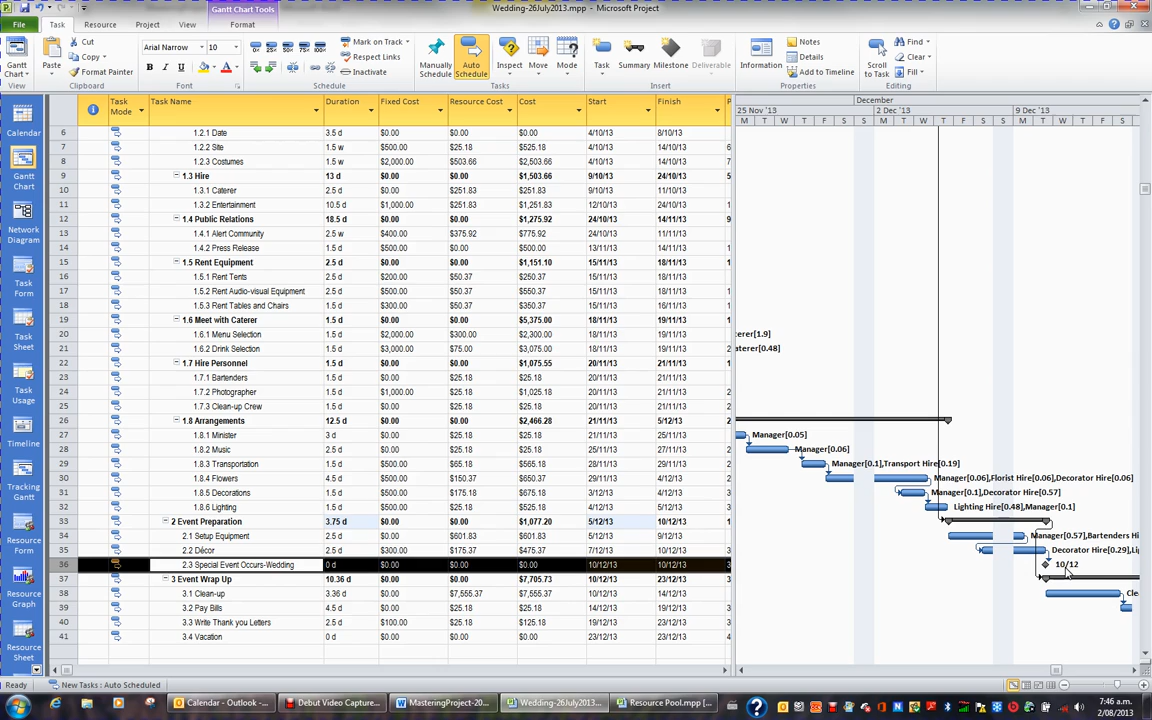 Gantt Chart Tools
Wedding-26July2013.mpp - Microsoft Project
File Task Resource Project View Format
Gantt Chart Paste Cut Copy Format Painter
Arial Narrow 10
B I U
Mark on Track Respect Links Inactivate
Manually Schedule Auto Schedule Inspect Move Mode Task Summary Milestone Deliverable
Information Notes Details Add to Timeline Scroll to Task Find Clear Fill
View Clipboard Font Schedule Tasks Insert Properties Editing
Task Mode Task Name Duration Fixed Cost Resource Cost Cost Start Finish P
25 Nov '13 December 2 Dec '13 9 Dec '13
M T W T F S S M T W T F S S M T W T F S
6 1.2.1 Date 3.5 d $0.00 $0.00 $0.00 4/10/13 8/10/13
7 1.2.2 Site 1.5 w $500.00 $25.18 $525.18 4/10/13 14/10/13 6
8 1.2.3 Costumes 1.5 w $2,000.00 $503.66 $2,503.66 4/10/13 14/10/13 6
9 1.3 Hire 13 d $0.00 $0.00 $1,503.66 9/10/13 24/10/13 5
10 1.3.1 Caterer 2.5 d $0.00 $251.83 $251.83 9/10/13 11/10/13
11 1.3.2 Entertainment 10.5 d $1,000.00 $251.83 $1,251.83 9/10/13 24/10/13
12 1.4 Public Relations 18.5 d $0.00 $0.00 $1,275.92 24/10/13 14/11/13 9
13 1.4.1 Alert Community 2.5 w $400.00 $375.92 $775.92 24/10/13 11/11/13
14 1.4.2 Press Release 1.5 d $500.00 $0.00 $500.00 13/11/13 14/11/13 1
15 1.5 Rent Equipment 2.5 d $0.00 $0.00 $1,151.10 15/11/13 18/11/13 1
16 1.5.1 Rent Tents 1.5 d $200.00 $50.37 $250.37 15/11/13 18/11/13
17 1.5.2 Rent Audio-visual Equipment 1.5 d $500.00 $50.37 $550.37 15/11/13 18/11/13
18 1.5.3 Rent Tables and Chairs 1.5 d $300.00 $50.37 $350.37 15/11/13 18/11/13
19 1.6 Meet with Caterer 1.5 d $0.00 $0.00 $5,375.00 18/11/13 19/11/13 1
20 1.6.1 Menu Selection 1.5 d $2,000.00 $300.00 $2,300.00 18/11/13 19/11/13 1
21 1.6.2 Drink Selection 1.5 d $3,000.00 $75.00 $3,075.00 18/11/13 19/11/13 1
22 1.7 Hire Personnel 1.5 d $0.00 $0.00 $1,075.55 20/11/13 21/11/13 1
23 1.7.1 Bartenders 1.5 d $0.00 $25.18 $25.18 20/11/13 21/11/13 2
24 1.7.2 Photographer 1.5 d $1,000.00 $25.18 $1,025.18 20/11/13 21/11/13 2
25 1.7.3 Clean-up Crew 1.5 d $0.00 $25.18 $25.18 20/11/13 21/11/13 2
26 1.8 Arrangements 12.5 d $0.00 $0.00 $2,466.28 21/11/13 5/12/13 1
27 1.8.1 Minister 3 d $0.00 $25.18 $25.18 21/11/13 25/11/13 2
28 1.8.2 Music 2.5 d $500.00 $25.18 $525.18 25/11/13 27/11/13 2
29 1.8.3 Transportation 1.5 d $500.00 $65.18 $565.18 28/11/13 29/11/13 2
30 1.8.4 Flowers 4.5 d $500.00 $150.37 $650.37 29/11/13 4/12/13 2
31 1.8.5 Decorations 1.5 d $500.00 $175.18 $675.18 3/12/13 4/12/13 3
32 1.8.6 Lighting 1.5 d $0.00 $25.18 $25.18 4/12/13 5/12/13 3
33 2 Event Preparation 3.75 d $0.00 $0.00 $1,077.20 5/12/13 10/12/13 1
34 2.1 Setup Equipment 2.5 d $0.00 $601.83 $601.83 5/12/13 9/12/13
35 2.2 Décor 2.5 d $300.00 $175.37 $475.37 7/12/13 10/12/13 3
36 2.3 Special Event Occurs-Wedding 0 d $0.00 $0.00 $0.00 10/12/13 10/12/13 3
37 3 Event Wrap Up 10.36 d $0.00 $0.00 $7,705.73 10/12/13 23/12/13 3
38 3.1 Clean-up 3.36 d $0.00 $7,555.37 $7,555.37 10/12/13 13/12/13
39 3.2 Pay Bills 4.5 d $0.00 $25.18 $25.18 13/12/13 19/12/13 3
40 3.3 Write Thank you Letters 2.5 d $100.00 $25.18 $125.18 19/12/13 23/12/13 3
41 3.4 Vacation 0 d $0.00 $0.00 $0.00 23/12/13 23/12/13 4
terer[1.9]
aterer[0.48]
Manager[0.05]
Manager[0.06]
Manager[0.1],Transport Hire[0.19]
Manager[0.06],Florist Hire[0.06],Decorator Hire[0.06]
Manager[0.1],Decorator Hire[0.57]
Lighting Hire[0.48],Manager[0.1]
Manager[0.57],Bartenders Hi
Decorator Hire[0.29],Li
10/12
Cle
Calendar
Gantt Chart
Network Diagram
Task Form
Task Sheet
Task Usage
Timeline
Tracking Gantt
Resource Form
Resource Graph
Resource Sheet
Ready New Tasks : Auto Scheduled
Calendar - Outlook -... Debut Video Capture... MasteringProject-20... Wedding-26July2013... Resource Pool.mpp [...
7:46 a.m.
2/08/2013